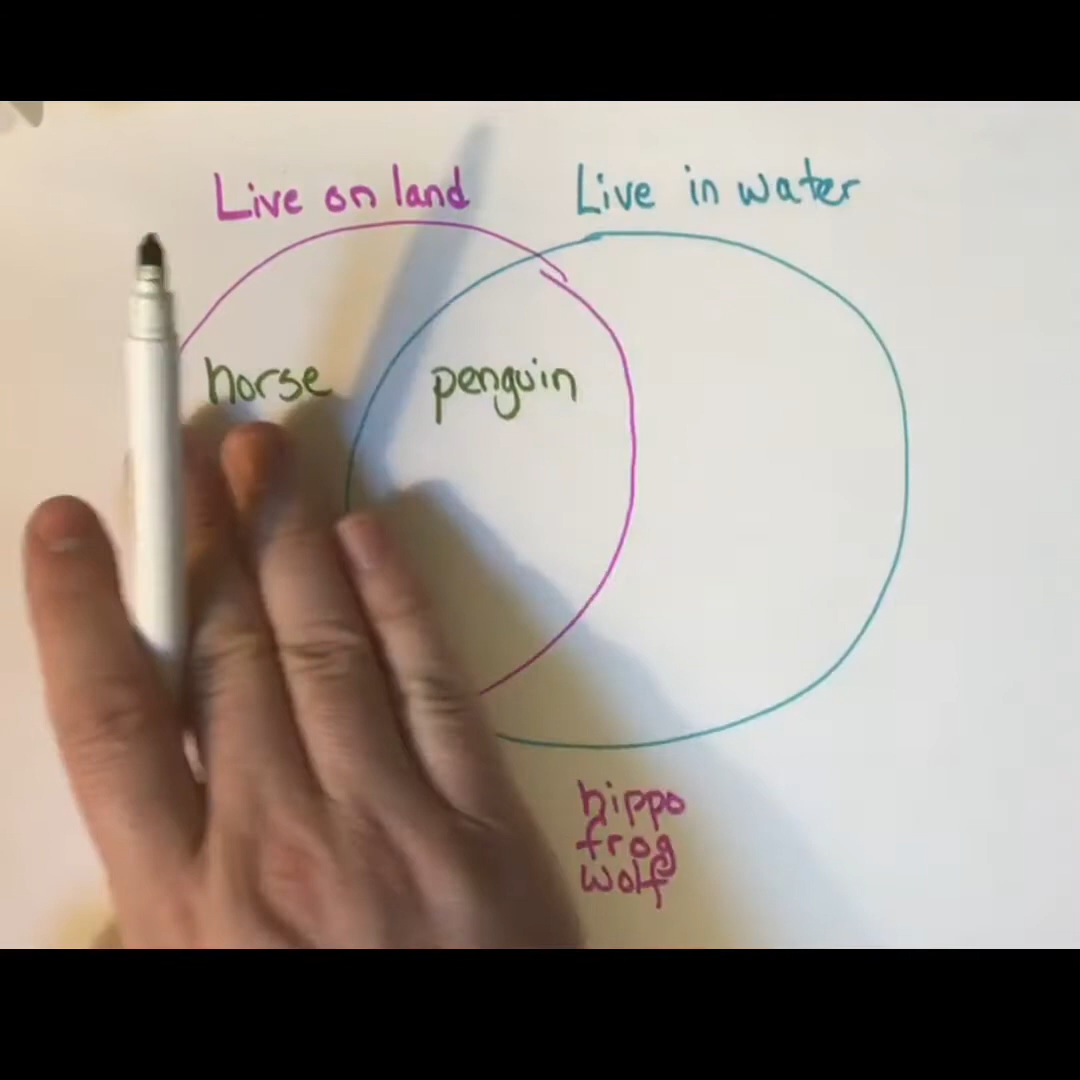 Live on land
Live in water
horse
penguin
hippo
frog
wolf